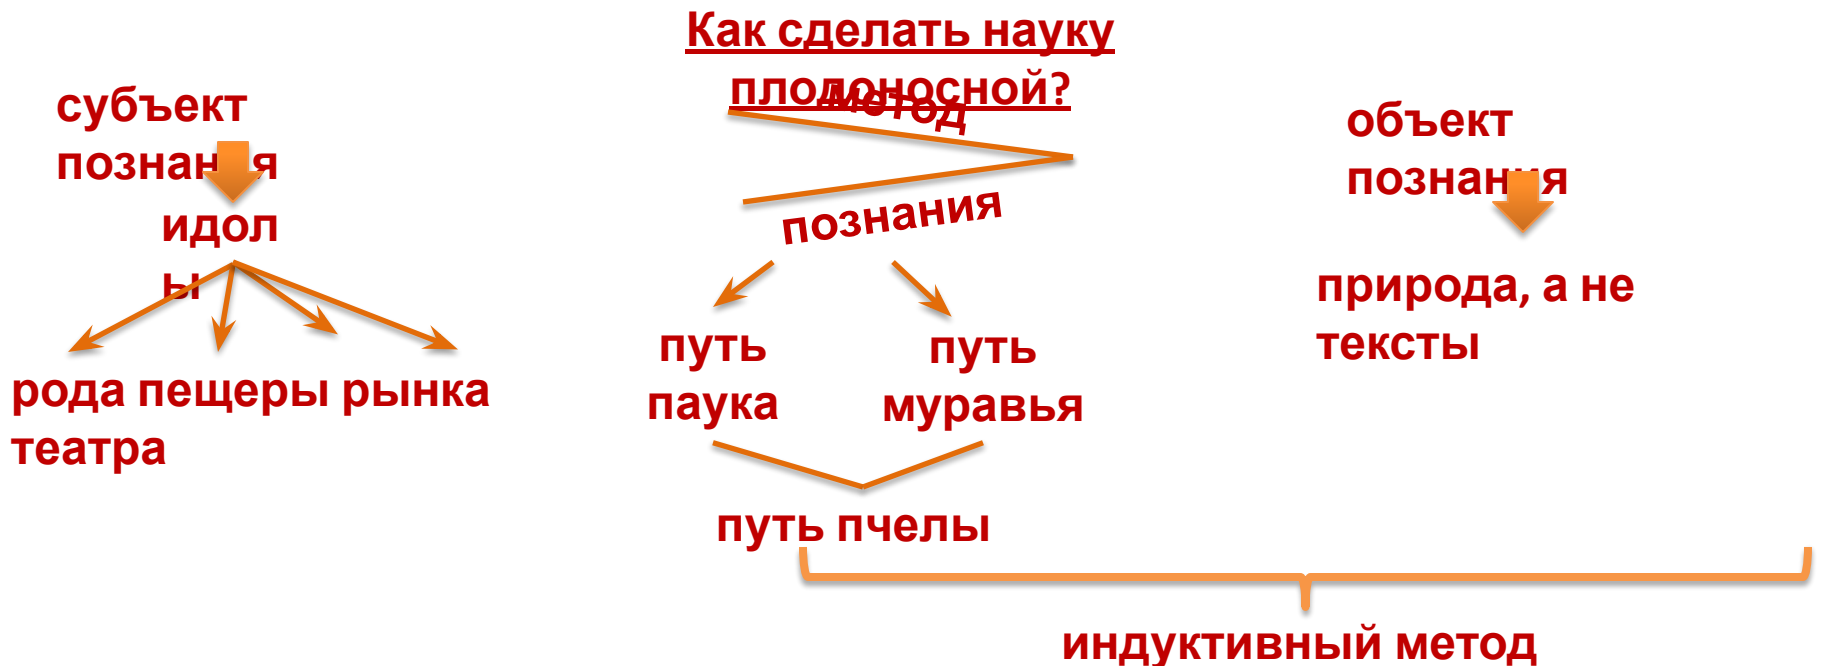 Как сделать науку
плодоносной?
субъект
познания
идол
ы
рода пещеры рынка
театра
метод
познания
путь
паука
путь
муравья
путь пчелы
объект
познания
природа, а не
тексты
индуктивный метод